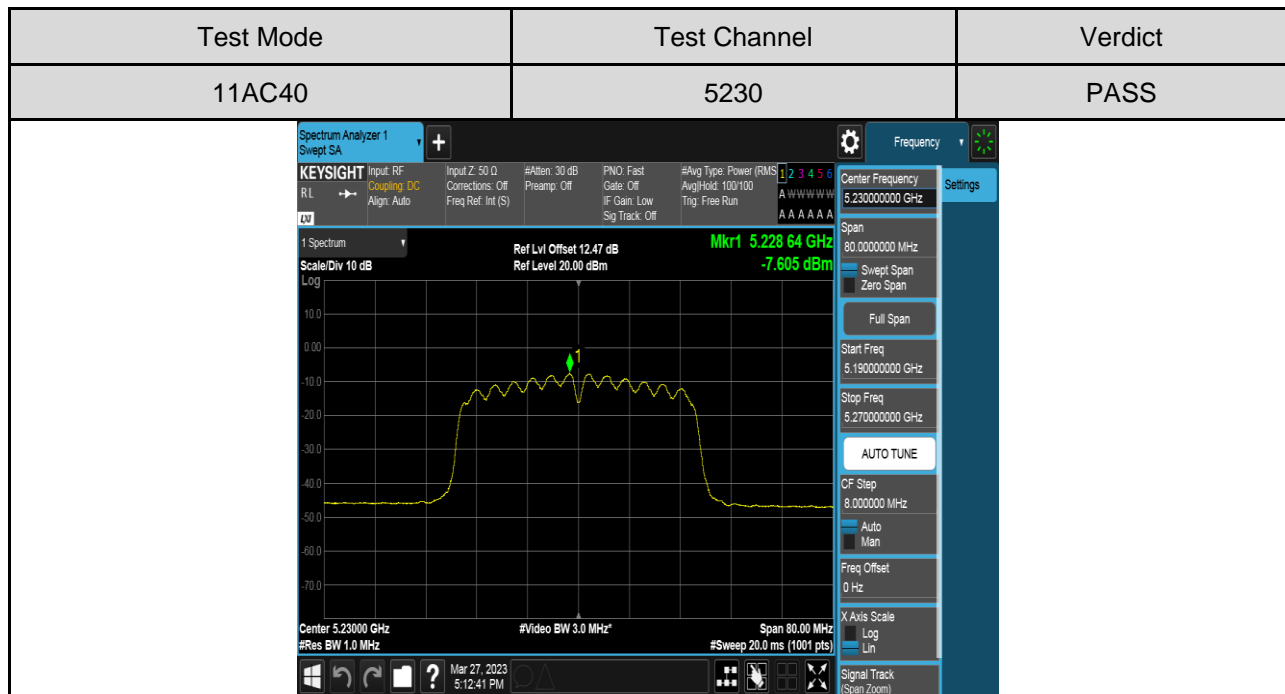 Test Mode Test Channel Verdict
11AC40 5230 PASS
Spectrum Analyzer 1
Swept SA
+
Frequency
KEYSIGHT Input: RF Input Z: 50 Ω #Atten: 30 dB PNO: Fast #Avg Type: Power (RMS 1 2 3 4 5 6
RL Coupling: DC Corrections: Off Preamp: Off Gate: Off Avg|Hold: 100/100 A W W W W W
Align: Auto Freq Ref: Int (S) IF Gain: Low Trig: Free Run
Sig Track: Off A A A A A A
LXI
1 Spectrum
Scale/Div 10 dB
Ref Lvl Offset 12.47 dB
Ref Level 20.00 dBm
Mkr1 5.228 64 GHz
-7.605 dBm
Log
10.0
0.00
-10.0
-20.0
-30.0
-40.0
-50.0
-60.0
-70.0
1
Center 5.23000 GHz #Video BW 3.0 MHz* Span 80.00 MHz
#Res BW 1.0 MHz #Sweep 20.0 ms (1001 pts)
?
Mar 27, 2023
5:12:41 PM
Center Frequency
5.230000000 GHz
Settings
Span
80.0000000 MHz
Swept Span
Zero Span
Full Span
Start Freq
5.190000000 GHz
Stop Freq
5.270000000 GHz
AUTO TUNE
CF Step
8.000000 MHz
Auto
Man
Freq Offset
0 Hz
X Axis Scale
Log
Lin
Signal Track
(Span Zoom)